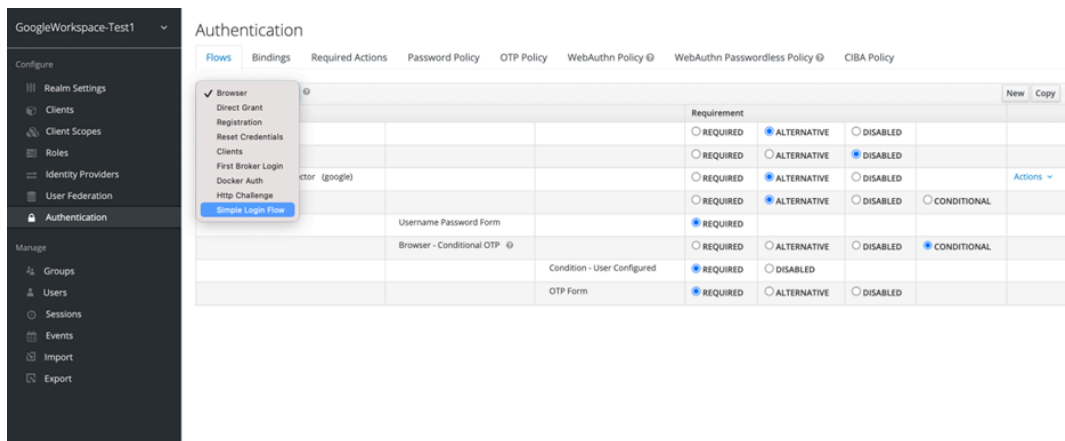 GoogleWorkspace-Test1
Configure
Realm Settings
Clients
Client Scopes
Roles
Identity Providers
User Federation
Authentication
Manage
Groups
Users
Sessions
Events
Import
Export
Authentication
Flows Bindings Required Actions Password Policy OTP Policy WebAuthn Policy WebAuthn Passwordless Policy CIBA Policy
✓ Browser
Direct Grant
Registration
Reset Credentials
Clients
First Broker Login
Docker Auth
Http Challenge
Simple Login Flow
New Copy
Requirement
REQUIRED ALTERNATIVE DISABLED
REQUIRED ALTERNATIVE DISABLED
ctor (google) REQUIRED ALTERNATIVE DISABLED Actions
REQUIRED ALTERNATIVE DISABLED CONDITIONAL
Username Password Form REQUIRED
Browser - Conditional OTP REQUIRED ALTERNATIVE DISABLED CONDITIONAL
Condition - User Configured REQUIRED DISABLED
OTP Form REQUIRED ALTERNATIVE DISABLED